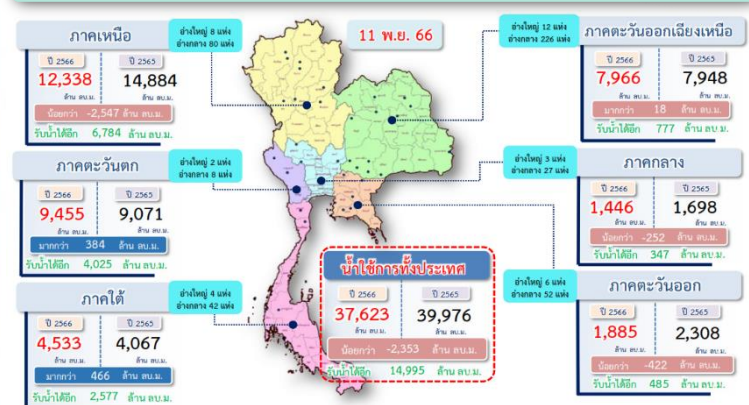 ภาคเหนือ
ปี 2566 ปี 2565
12,338 14,884
ล้าน ลบ.ม. ล้าน ลบ.ม.
น้อยกว่า -2,547 ล้าน ลบ.ม.
รับน้ำได้อีก 6,784 ล้าน ลบ.ม.
อ่างใหญ่ 8 แห่ง
อ่างกลาง 80 แห่ง
11 พ.ย. 66
อ่างใหญ่ 12 แห่ง
อ่างกลาง 226 แห่ง
ภาคตะวันออกเฉียงเหนือ
ปี 2566 ปี 2565
7,966 7,948
ล้าน ลบ.ม. ล้าน ลบ.ม.
มากกว่า 18 ล้าน ลบ.ม.
รับน้ำได้อีก 777 ล้าน ลบ.ม.
ภาคตะวันตก
ปี 2566 ปี 2565
9,455 9,071
ล้าน ลบ.ม. ล้าน ลบ.ม.
มากกว่า 384 ล้าน ลบ.ม.
รับน้ำได้อีก 4,025 ล้าน ลบ.ม.
อ่างใหญ่ 2 แห่ง
อ่างกลาง 8 แห่ง
อ่างใหญ่ 3 แห่ง
อ่างกลาง 27 แห่ง
ภาคกลาง
ปี 2566 ปี 2565
1,446 1,698
ล้าน ลบ.ม. ล้าน ลบ.ม.
น้อยกว่า -252 ล้าน ลบ.ม.
รับน้ำได้อีก 347 ล้าน ลบ.ม.
ภาคใต้
ปี 2566 ปี 2565
4,533 4,067
ล้าน ลบ.ม. ล้าน ลบ.ม.
มากกว่า 466 ล้าน ลบ.ม.
รับน้ำได้อีก 2,577 ล้าน ลบ.ม.
อ่างใหญ่ 4 แห่ง
อ่างกลาง 42 แห่ง
น้ำใช้การทั้งประเทศ
ปี 2566 ปี 2565
37,623 39,976
ล้าน ลบ.ม. ล้าน ลบ.ม.
น้อยกว่า -2,353 ล้าน ลบ.ม.
รับน้ำได้อีก 14,995 ล้าน ลบ.ม.
อ่างใหญ่ 6 แห่ง
อ่างกลาง 52 แห่ง
ภาคตะวันออก
ปี 2566 ปี 2565
1,885 2,308
ล้าน ลบ.ม. ล้าน ลบ.ม.
น้อยกว่า -422 ล้าน ลบ.ม.
รับน้ำได้อีก 485 ล้าน ลบ.ม.